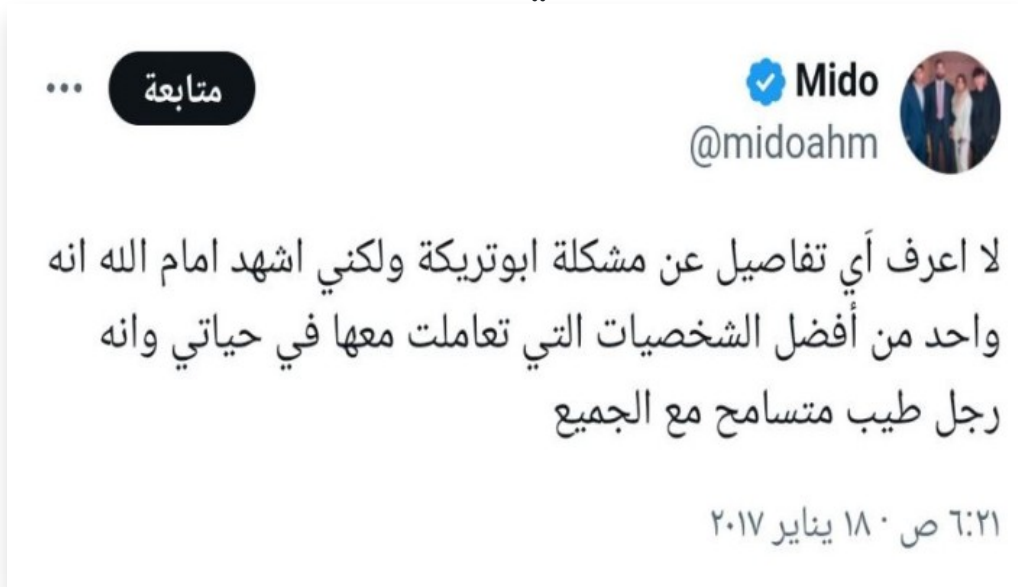 Mido
@midoahm
متابعة
لا اعرف اَي تفاصيل عن مشكلة ابوتريكة ولكني اشهد امام الله انه
واحد من أفضل الشخصيات التي تعاملت معها في حياتي وانه
رجل طيب متسامح مع الجميع
٦:٢١ ص · ١٨ يناير ٢٠١٧